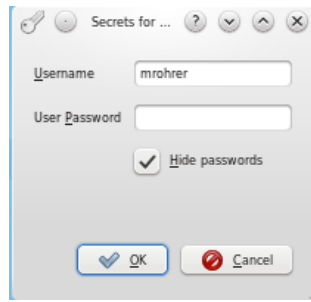 Secrets for ...
Username mrohrer
User Password
Hide passwords
OK Cancel